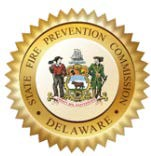 STATE FIRE PREVENTION COMMISSION
• DELAWARE •